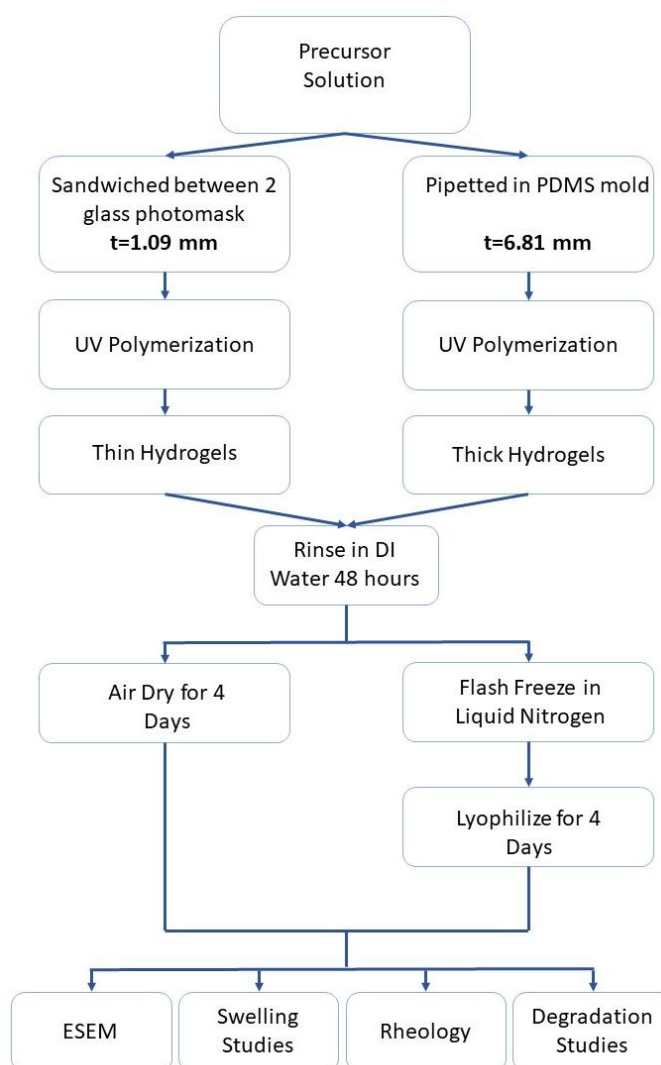 Precursor
Solution
Sandwiched between 2
glass photomask
t=1.09 mm
Pipetted in PDMS mold
t=6.81 mm
UV Polymerization
UV Polymerization
Thin Hydrogels
Thick Hydrogels
Rinse in DI
Water 48 hours
Air Dry for 4
Days
Flash Freeze in
Liquid Nitrogen
Lyophilize for 4
Days
ESEM
Swelling
Studies
Rheology
Degradation
Studies